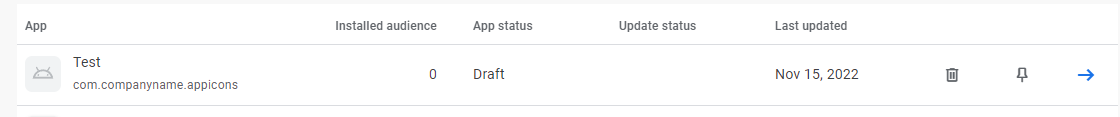 App Installed audience App status Update status Last updated
Test
com.companyname.appicons
0 Draft Nov 15, 2022